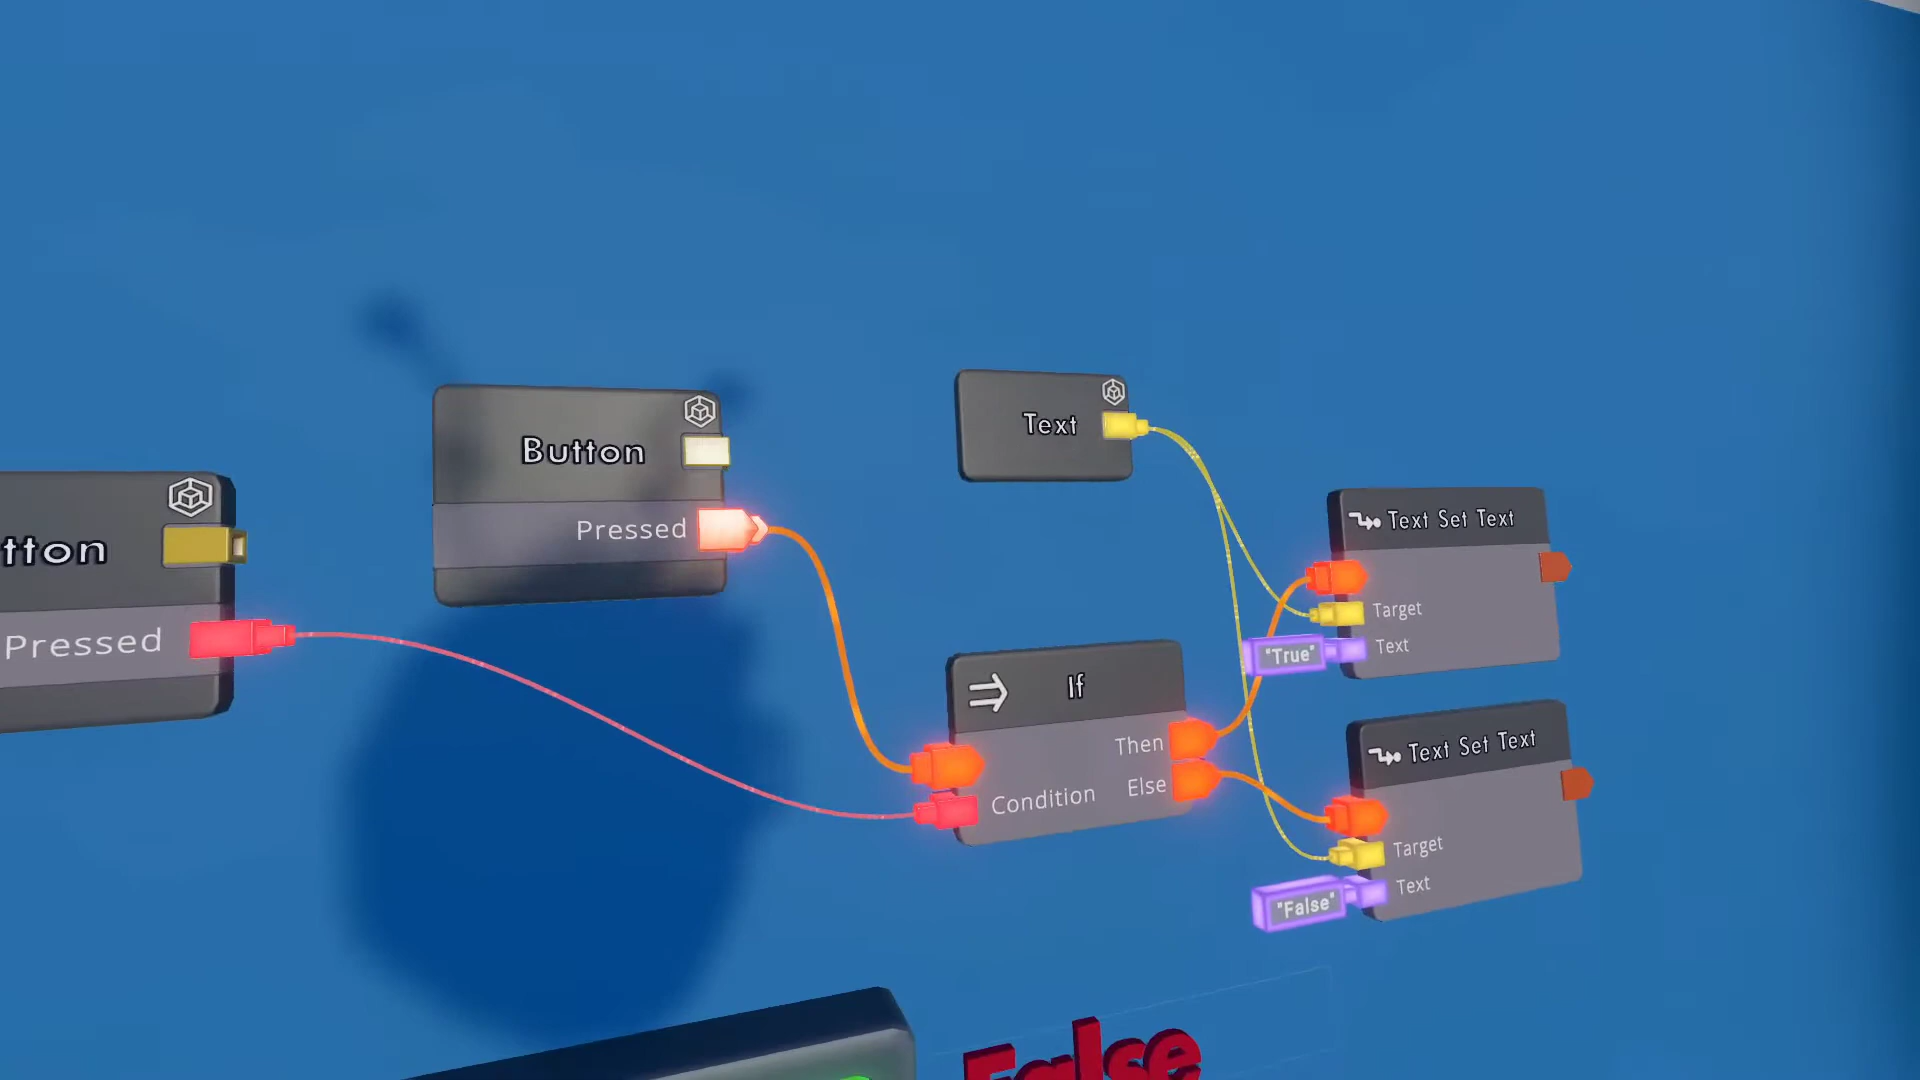 tton
Pressed
Button
Pressed
Text
If
Then
Condition
Else
Text Set Text
Target
"True"
Text
Text Set Text
Target
"False"
Text
False